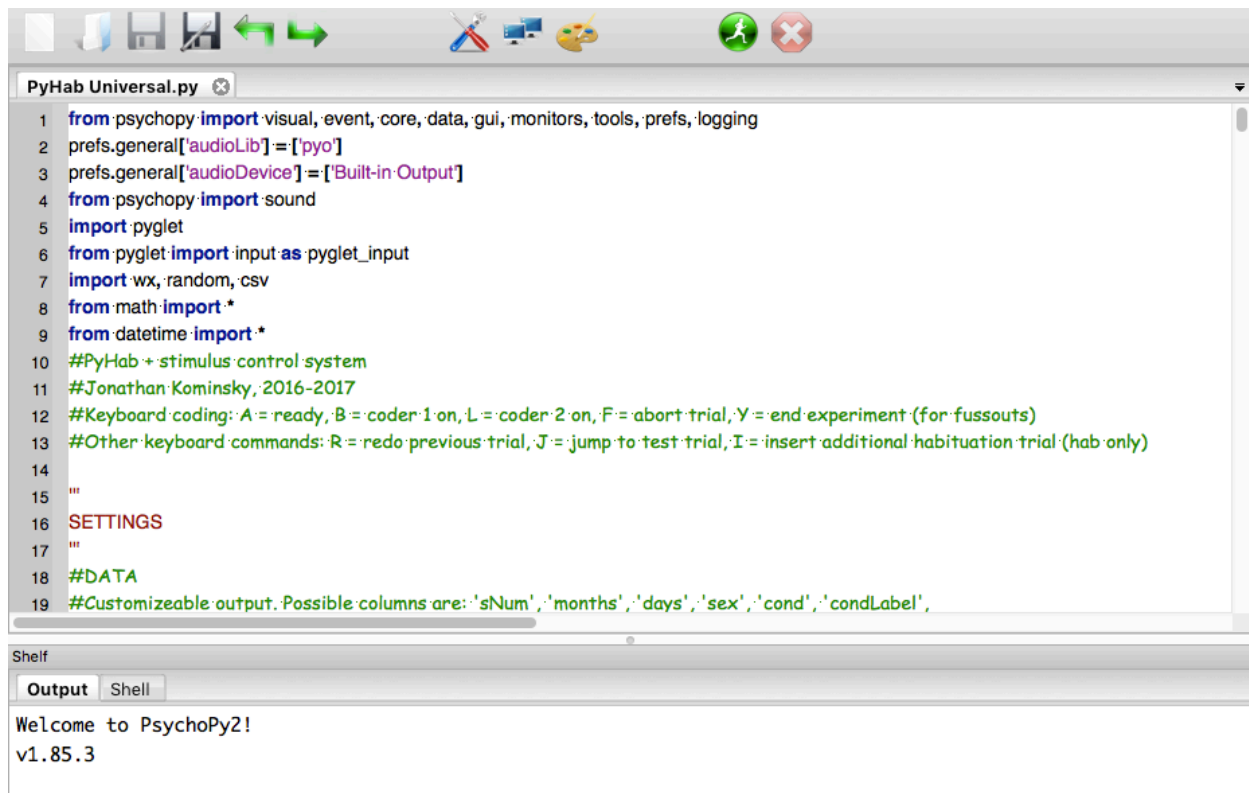 PyHab Universal.py
1 from psychopy import visual, event, core, data, gui, monitors, tools, prefs, logging
2 prefs.general['audioLib'] = ['pyo']
3 prefs.general['audioDevice'] = ['Built-in Output']
4 from psychopy import sound
5 import pyglet
6 from pyglet import input as pyglet_input
7 import wx, random, csv
8 from math import *
9 from datetime import *
10 #PyHab + stimulus control system
11 #Jonathan Kominsky, 2016-2017
12 #Keyboard coding: A = ready, B = coder 1 on, L = coder 2 on, F = abort trial, Y = end experiment (for fussouts)
13 #Other keyboard commands: R = redo previous trial, J = jump to test trial, I = insert additional habituation trial (hab only)
14
15 '''
16 SETTINGS
17 '''
18 #DATA
19 #Customizeable output. Possible columns are: 'sNum', 'months', 'days', 'sex', 'cond', 'condLabel',
Shelf
Output Shell
Welcome to PsychoPy2!
v1.85.3